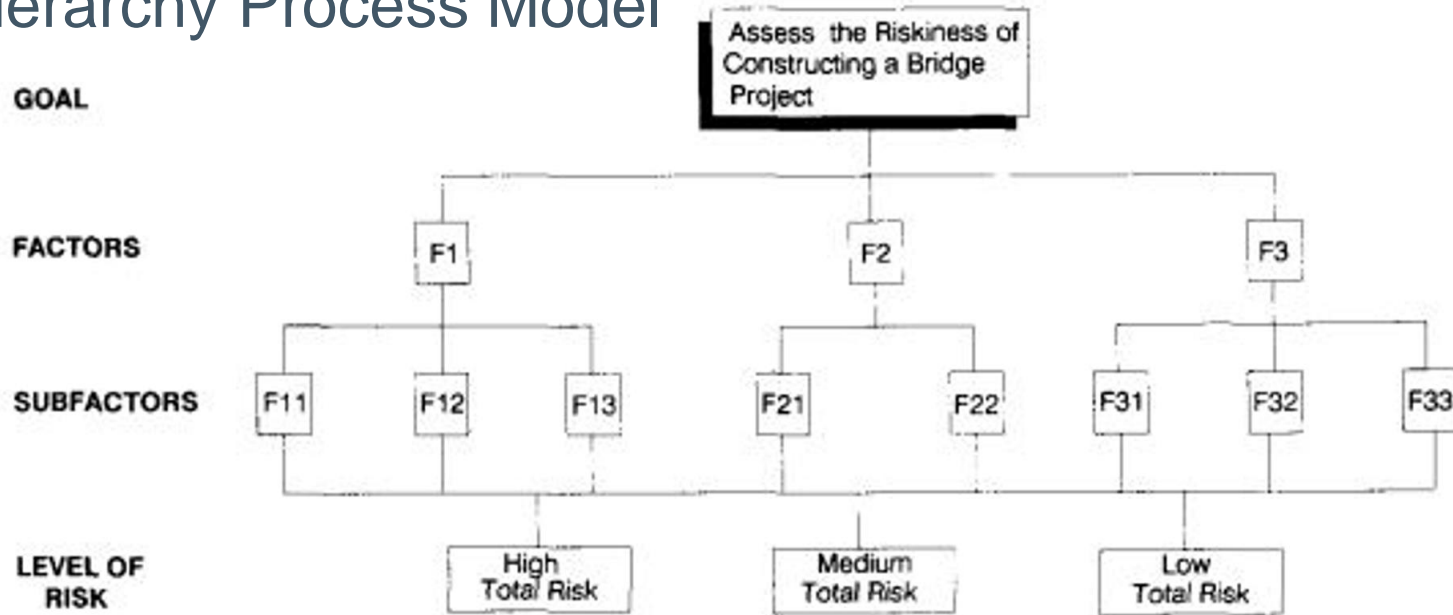 ierarchy Process Model
Assess the Riskiness of
Constructing a Bridge
Project
GOAL
FACTORS
F1
F2
F3
SUBFACTORS
F11
F12
F13
F21
F22
F31
F32
F33
LEVEL OF
RISK
High
Total Risk
Medium
Total Risk
Low
Total Risk